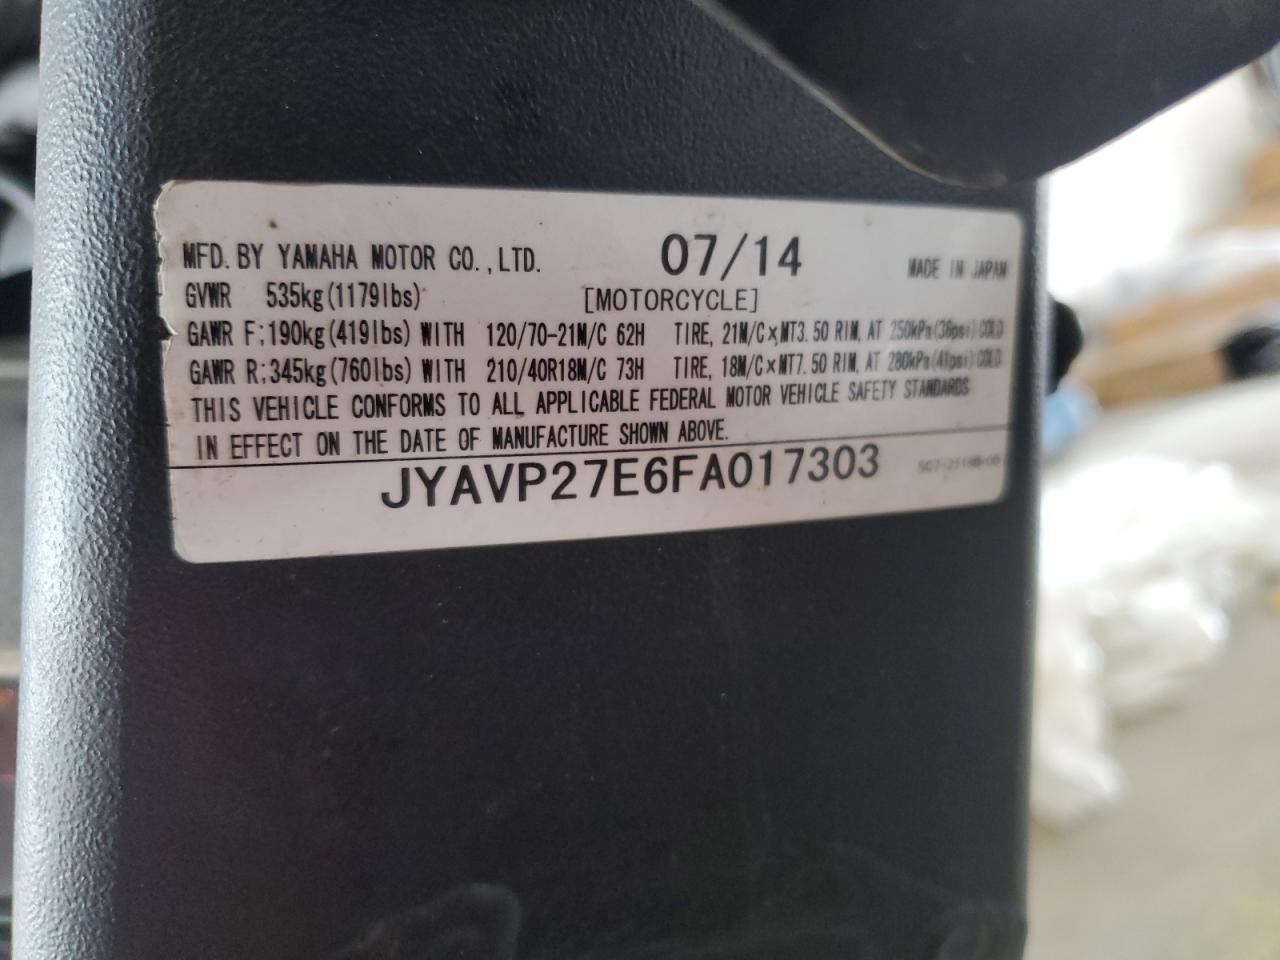 MFD. BY YAMAHA MOTOR CO., LTD. 07/14 MADE IN JAPAN
GVWR 535kg(1179lbs) [MOTORCYCLE]
GAWR F:190kg(419lbs) WITH 120/70-21M/C 62H TIRE, 21M/C×MT3.50 RIM, AT 250kPa(36psi) COLD
GAWR R:345kg(760lbs) WITH 210/40R18M/C 73H TIRE, 18M/C×MT7.50 RIM, AT 280kPa(41psi) COLD
THIS VEHICLE CONFORMS TO ALL APPLICABLE FEDERAL MOTOR VEHICLE SAFETY STANDARDS
IN EFFECT ON THE DATE OF MANUFACTURE SHOWN ABOVE.
JYAVP27E6FA017303